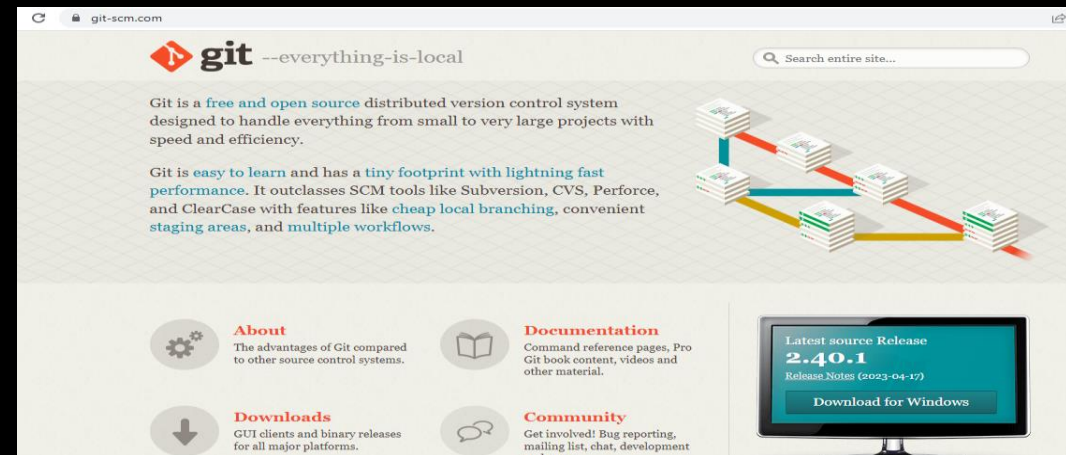 git-scm.com
git --everything-is-local
Search entire site...
Git is a free and open source distributed version control system
designed to handle everything from small to very large projects with
speed and efficiency.
Git is easy to learn and has a tiny footprint with lightning fast
performance. It outclasses SCM tools like Subversion, CVS, Perforce,
and ClearCase with features like cheap local branching, convenient
staging areas, and multiple workflows.
About
The advantages of Git compared
to other source control systems.
Documentation
Command reference pages, Pro
Git book content, videos and
other material.
Downloads
GUI clients and binary releases
for all major platforms.
Community
Get involved! Bug reporting,
mailing list, chat, development
Latest source Release
2.40.1
Release Notes (2023-04-17)
Download for Windows